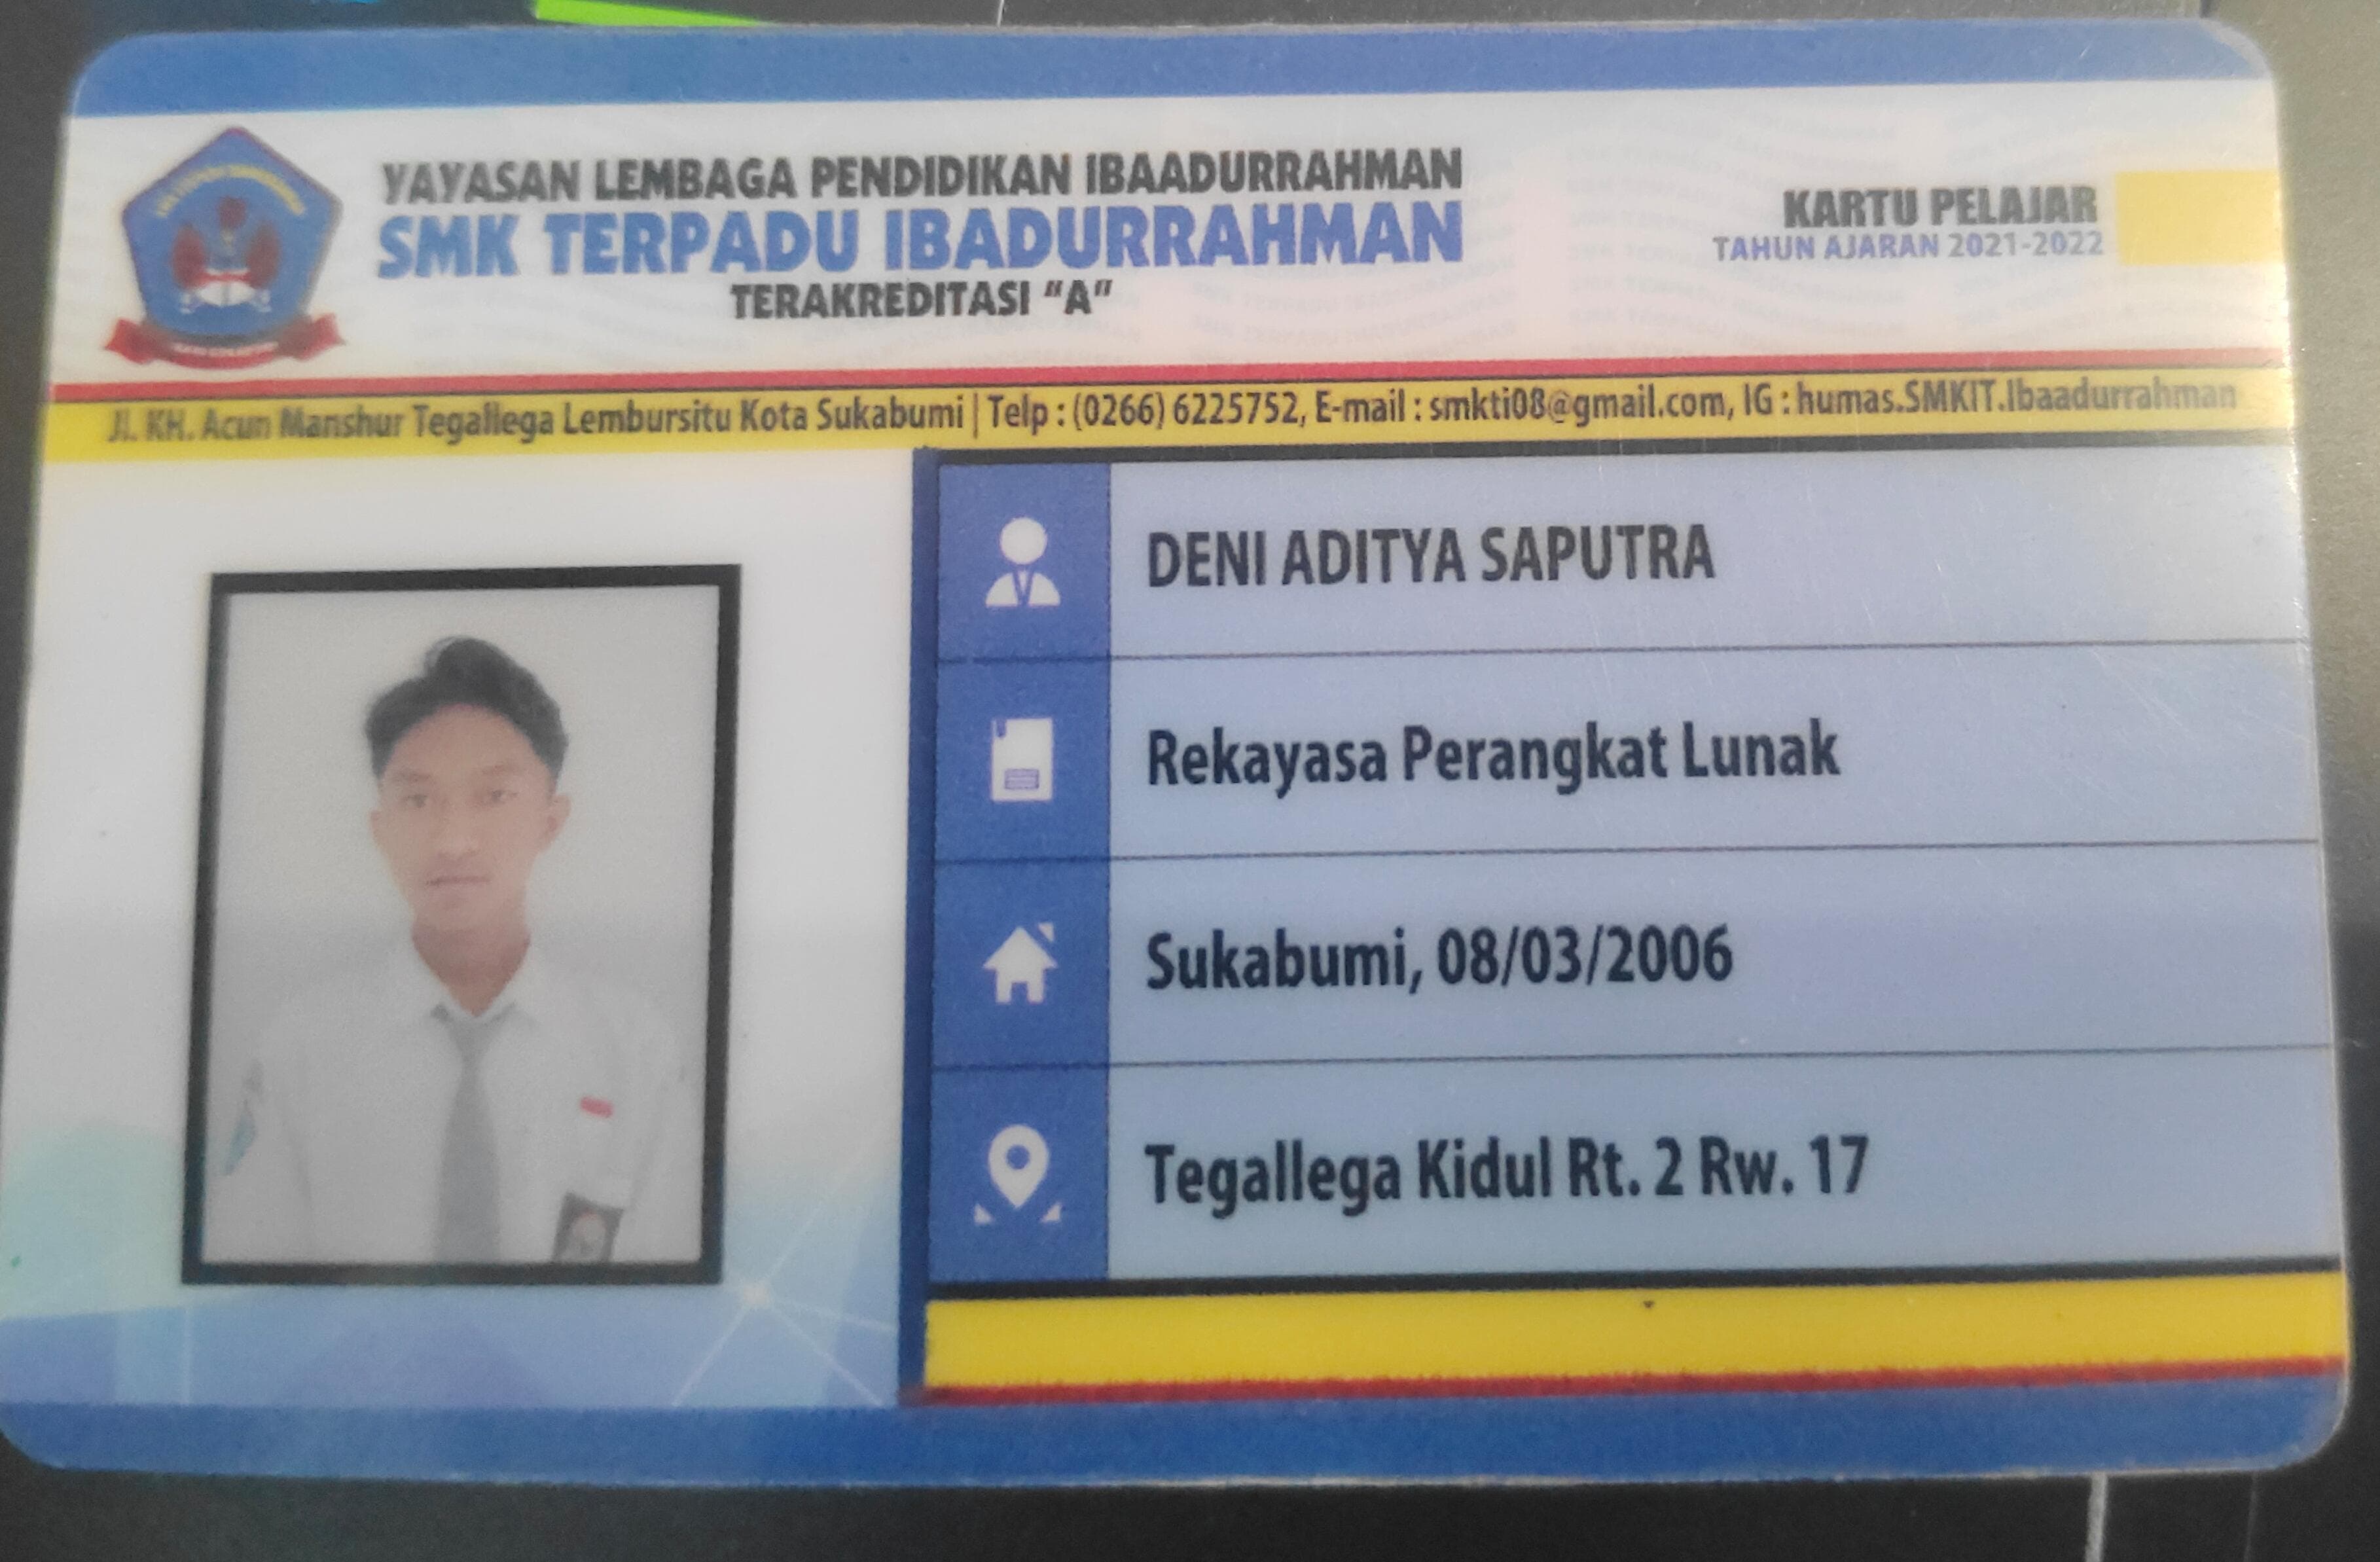 YAYASAN LEMBAGA PENDIDIKAN IBAADURRAHMAN
SMK TERPADU IBADURRAHMAN
TERAKREDITASI "A"
KARTU PELAJAR
TAHUN AJARAN 2021-2022
Jl. KH. Acun Manshur Tegallega Lembursitu Kota Sukabumi | Telp : (0266) 6225752, E-mail : smkti08@gmail.com, IG : humas.SMKIT.Ibaadurrahman
DENI ADITYA SAPUTRA
Rekayasa Perangkat Lunak
Sukabumi, 08/03/2006
Tegallega Kidul Rt. 2 Rw. 17